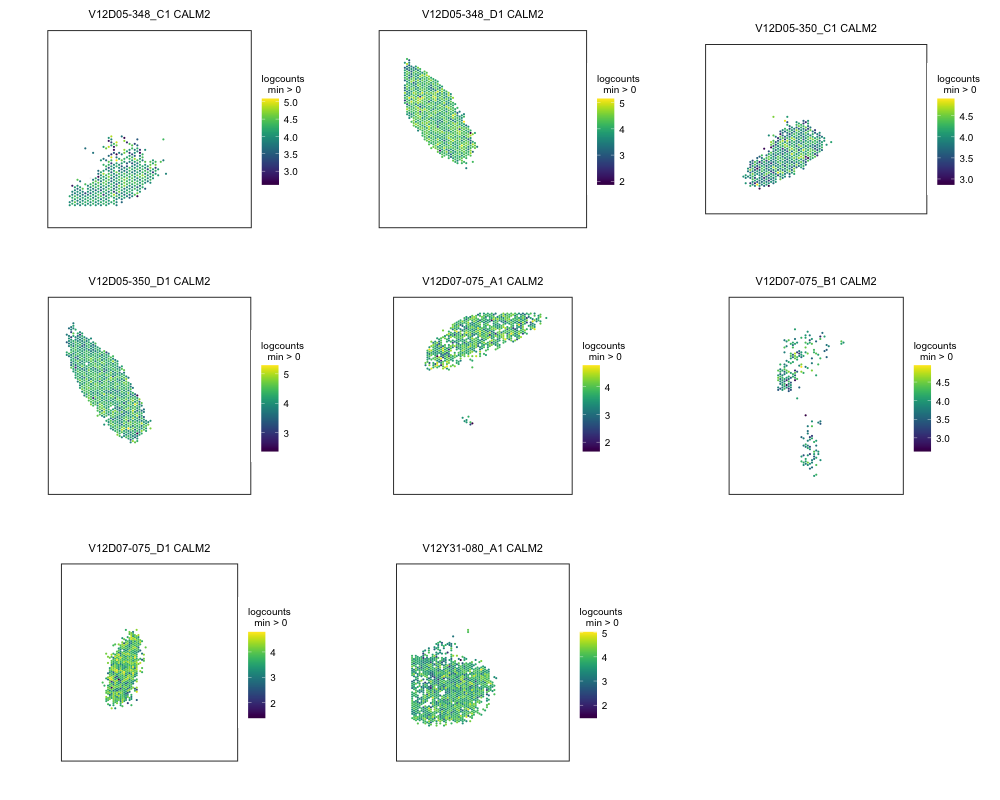 V12D05-348_C1 CALM2
logcounts
min > 0
5.0
4.5
4.0
3.5
3.0
V12D05-348_D1 CALM2
logcounts
min > 0
5
4
3
2
V12D05-350_C1 CALM2
logcounts
min > 0
4.5
4.0
3.5
3.0
V12D05-350_D1 CALM2
logcounts
min > 0
5
4
3
V12D07-075_A1 CALM2
logcounts
min > 0
4
3
2
V12D07-075_B1 CALM2
logcounts
min > 0
4.5
4.0
3.5
3.0
V12D07-075_D1 CALM2
logcounts
min > 0
4
3
2
V12Y31-080_A1 CALM2
logcounts
min > 0
5
4
3
2